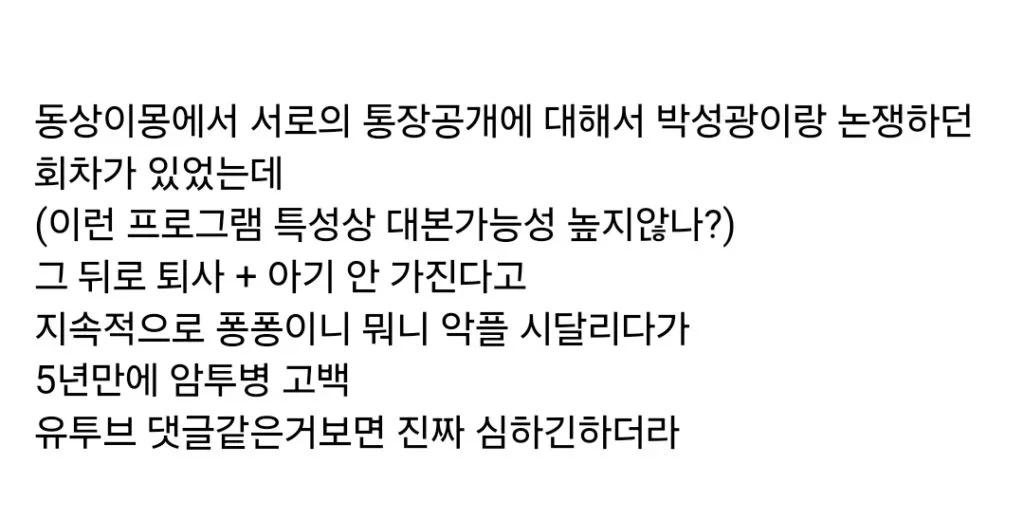 동상이몽에서 서로의 통장공개에 대해서 박성광이랑 논쟁하던
회차가 있었는데
(이런 프로그램 특성상 대본가능성 높지않나?)
그 뒤로 퇴사 + 아기 안 가진다고
지속적으로 퐁퐁이니 뭐니 악플 시달리다가
5년만에 암투병 고백
유투브 댓글같은거보면 진짜 심하긴하더라